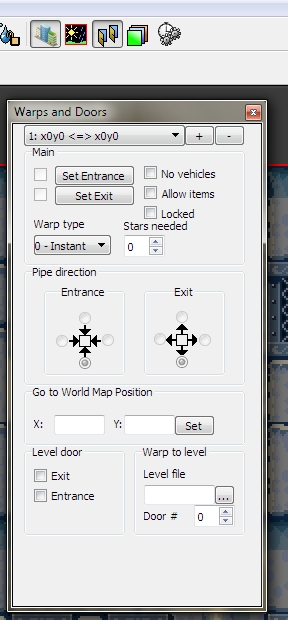 Warps and Doors
1: x0y0 <=> x0y0
+
-
Main
Set Entrance
No vehicles
Set Exit
Allow items
Locked
Warp type
Stars needed
0 - Instant
0
Pipe direction
Entrance
Exit
Go to World Map Position
X:
Y:
Set
Level door
Warp to level
Exit
Level file
Entrance
...
Door #
0